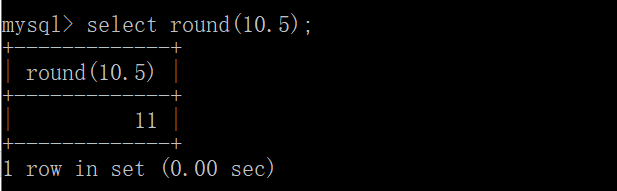 mysql> select round(10.5);
+-------------+
| round(10.5) |
+-------------+
|          11 |
+-------------+
1 row in set (0.00 sec)